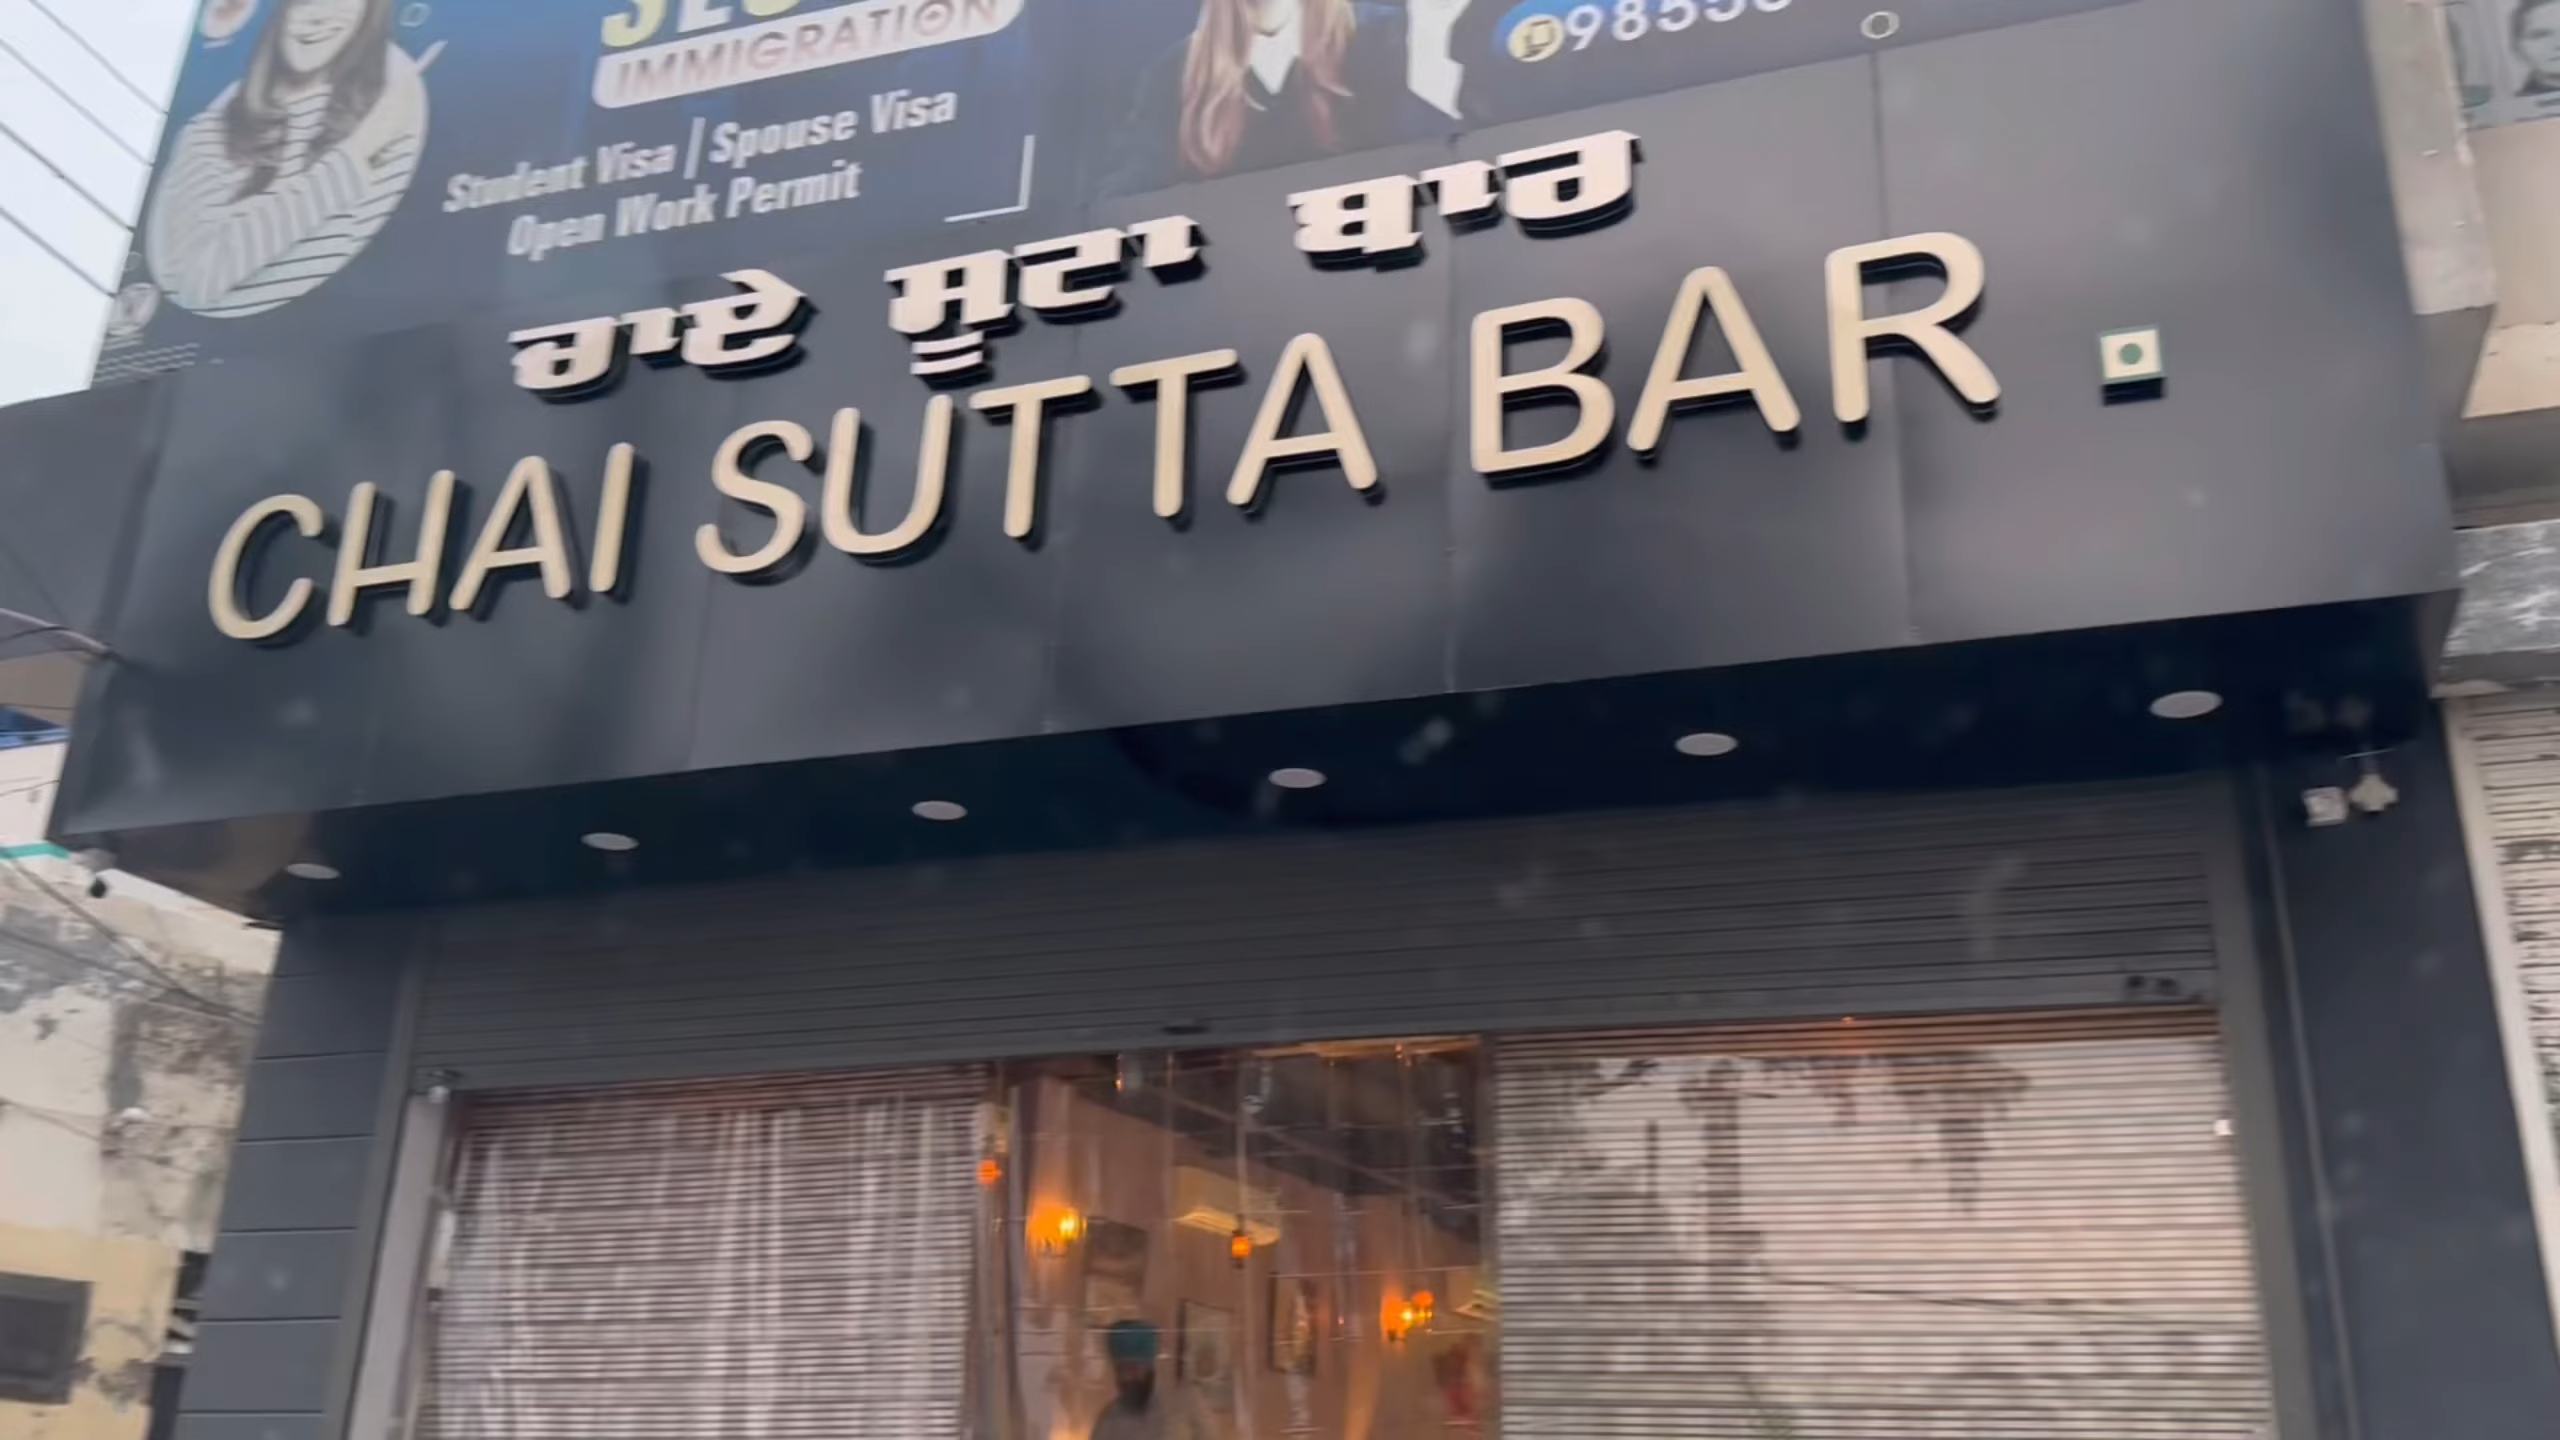 IMMIGRATION
Student Visa | Spouse Visa
Open Work Permit
ਚਾਏ ਸੂਟਾ ਬਾਰ
CHAI SUTTA BAR